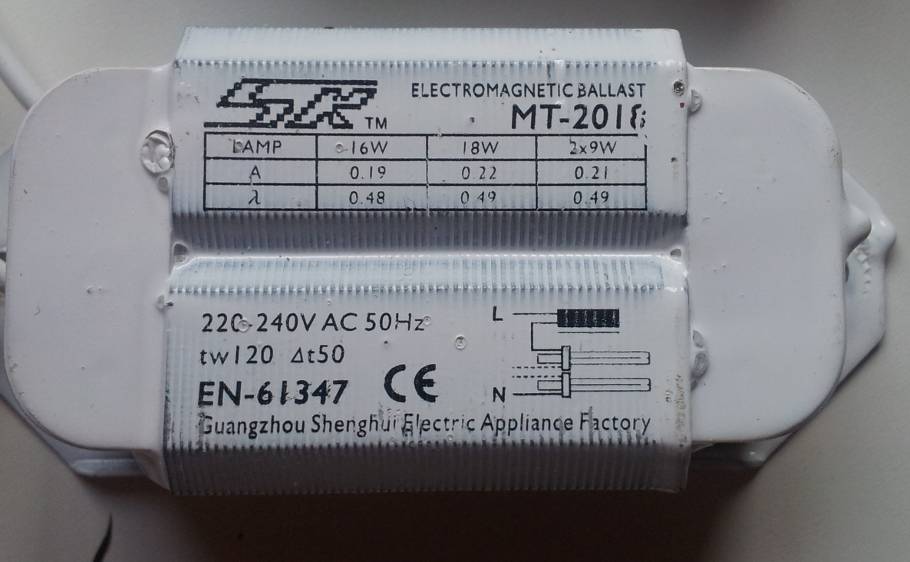 TM
ELECTROMAGNETIC BALLAST
MT-2018
LAMP 16W 18W 2x9W
A 0.19 0.22 0.21
λ 0.48 0.49 0.49
220-240V AC 50Hz
tw120 Δt50
EN-61347 CE
Guangzhou Shenghui Electric Appliance Factory
L
N